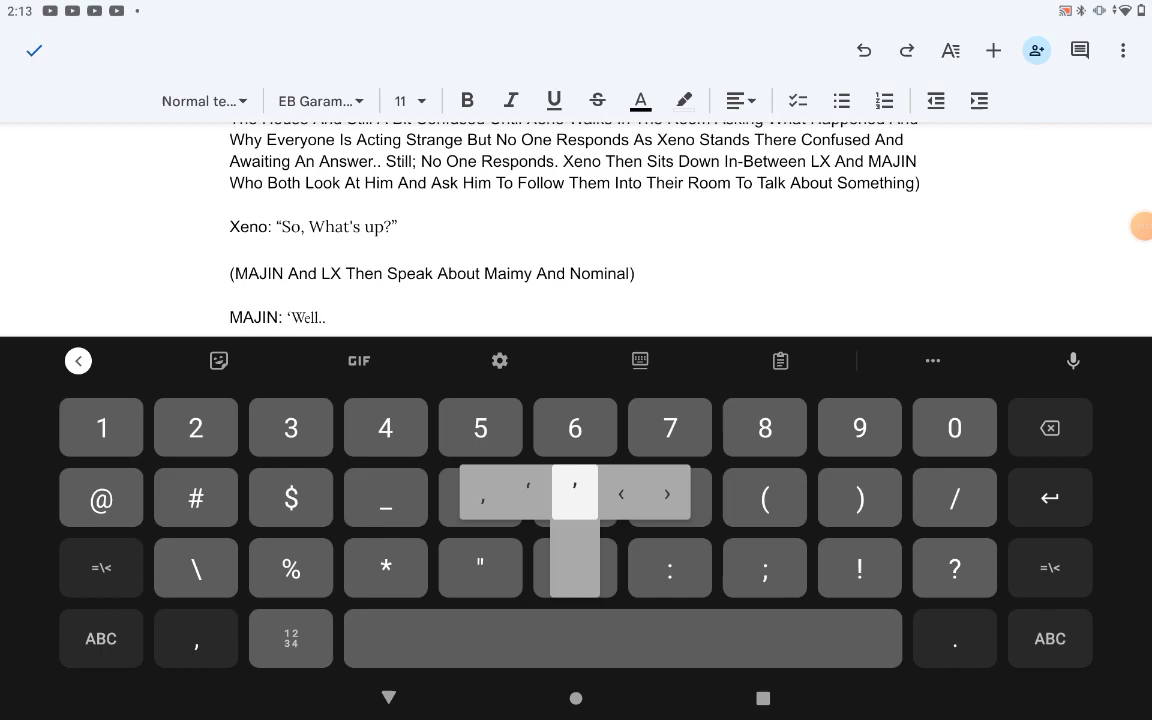 2:13
Normal te... EB Garam... 11 B I U S A
Why Everyone Is Acting Strange But No One Responds As Xeno Stands There Confused And
Awaiting An Answer.. Still; No One Responds. Xeno Then Sits Down In-Between LX And MAJIN
Who Both Look At Him And Ask Him To Follow Them Into Their Room To Talk About Something)
Xeno: “So, What's up?”
(MAJIN And LX Then Speak About Maimy And Nominal)
MAJIN: ‘Well..
GIF
1 2 3 4 5 6 7 8 9 0
@ # $ _ ‚ ‘ ’ ‹ › ( ) /
=\< \ % * " : ; ! ? =\<
ABC , 12 34 . ABC